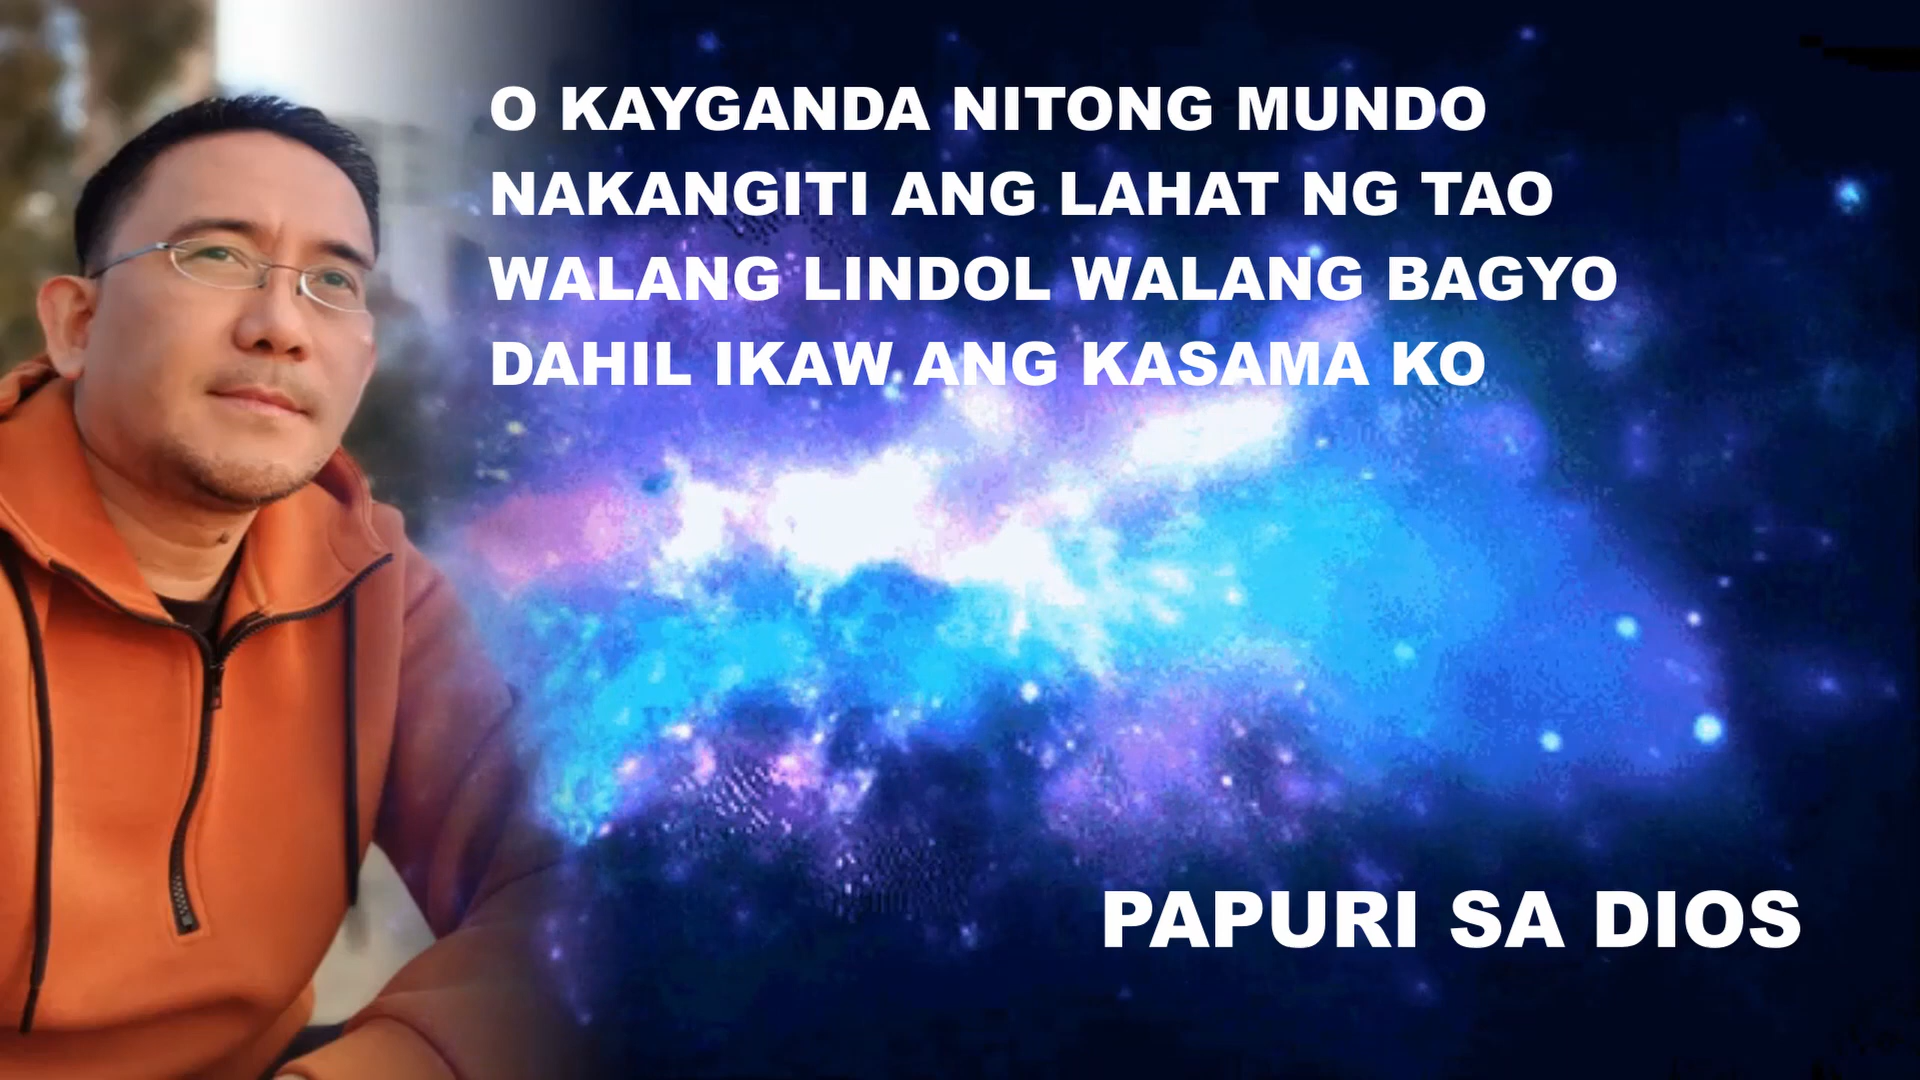 O KAYGANDA NITONG MUNDO
NAKANGITI ANG LAHAT NG TAO
WALANG LINDOL WALANG BAGYO
DAHIL IKAW ANG KASAMA KO
PAPURI SA DIOS